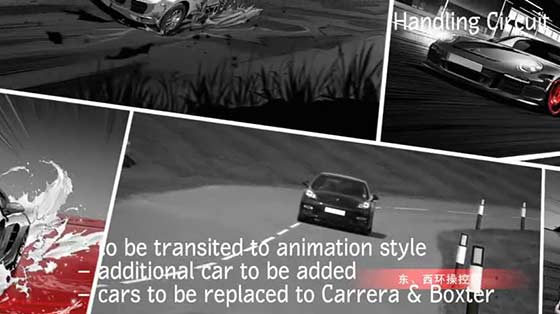 Handling Circuit
– to be transited to animation style
– additional car to be added
东、西环操控
– cars to be replaced to Carrera & Boxter